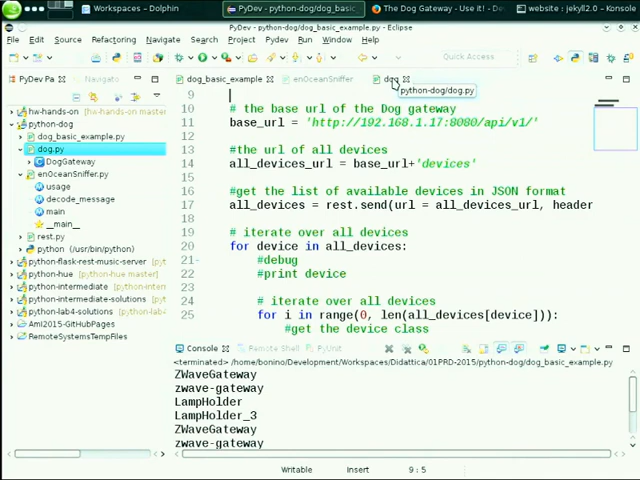 Workspaces – Dolphin
PyDev - python-dog/dog_basic_
The Dog Gateway - Use it! - De
website : jekyll2.0 – Konsole
PyDev - python-dog/dog_basic_example.py - Eclipse
File Edit Source Refactoring Navigate Search Project Pydev Run Window Help
Quick Access
PyDev Pa
Navigato
dog_basic_example
enOceanSniffer
dog
python-dog/dog.py
hw-hands-on
python-dog
dog_basic_example.py
dog.py
DogGateway
enOceanSniffer.py
usage
decode_message
main
__main__
rest.py
python (/usr/bin/python)
python-flask-rest-music-server
python-hue (python-hue master)
python-intermediate
python-intermediate-solutions
python-lab4-solutions
AMI2015-GitHubPages
RemoteSystemsTempFiles
9
10 # the base url of the Dog gateway
11 base_url = 'http://192.168.1.17:8080/api/v1/'
12
13 #the url of all devices
14 all_devices_url = base_url+'devices'
15
16 #get the list of available devices in JSON format
17 all_devices = rest.send(url = all_devices_url, header
18
19 # iterate over all devices
20 for device in all_devices:
21 #debug
22 #print device
23
24 # iterate over all devices
25 for i in range(0, len(all_devices[device])):
#get the device class
Console
Remote Shell
PyUnit
<terminated> /home/bonino/Didattica/Workspaces/Didattica/01PRD-2015/python-dog/dog_basic_example.py
ZWaveGateway
zwave-gateway
LampHolder
LampHolder_3
ZWaveGateway
zwave-gateway
Writable
Insert
9 : 5